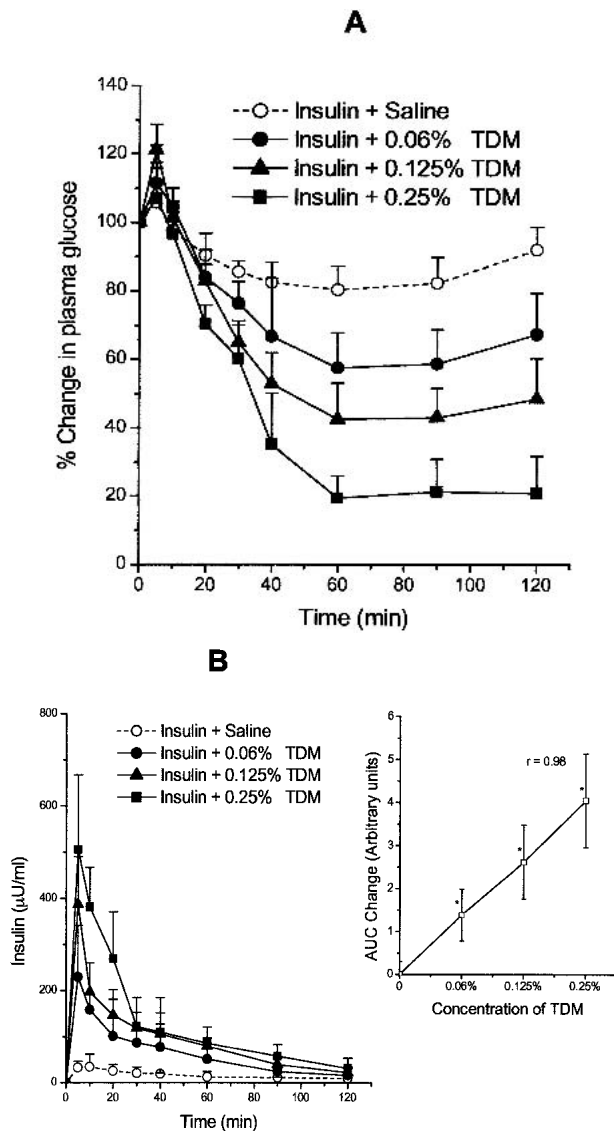 A
Insulin + Saline
Insulin + 0.06% TDM
Insulin + 0.125% TDM
Insulin + 0.25% TDM
% Change in plasma glucose
140
120
100
80
60
40
20
0
0 20 40 60 80 100 120
Time (min)
B
Insulin + Saline
Insulin + 0.06% TDM
Insulin + 0.125% TDM
Insulin + 0.25% TDM
Insulin (µU/ml)
800
600
400
200
0
0 20 40 60 80 100 120
Time (min)
r = 0.98
AUC Change (Arbitrary units)
6
5
4
3
2
1
0
* * *
0 0.06% 0.125% 0.25%
Concentration of TDM